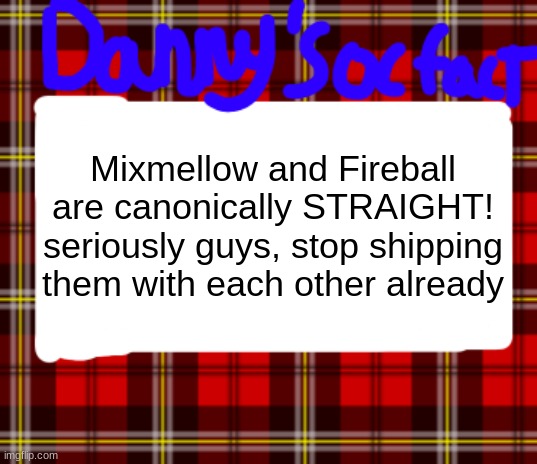 Danny's oc fact
Mixmellow and Fireball
are canonically STRAIGHT!
seriously guys, stop shipping
them with each other already
imgflip.com